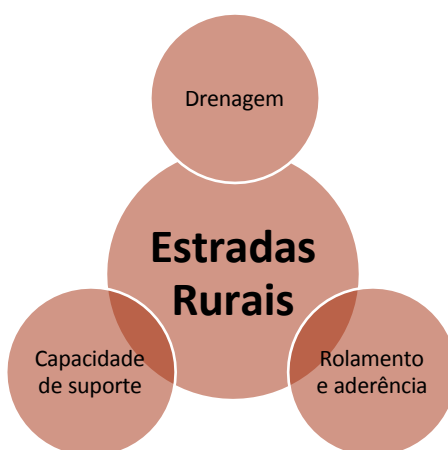 Drenagem
Estradas
Rurais
Capacidade
de suporte
Rolamento
e aderência